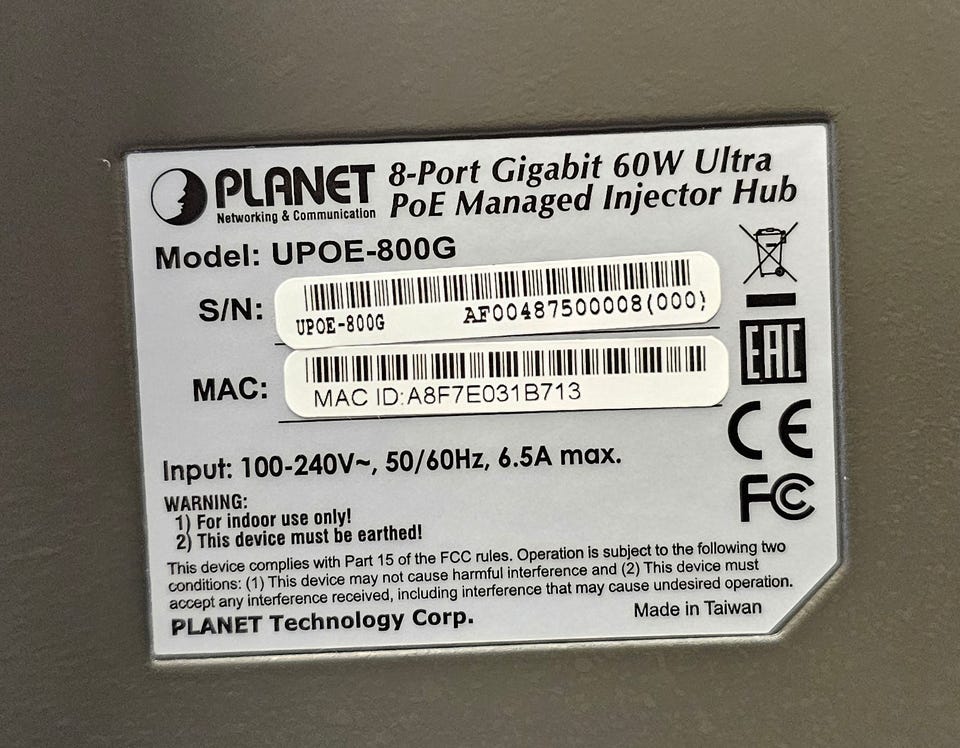 PLANET
Networking & Communication
8-Port Gigabit 60W Ultra
PoE Managed Injector Hub
Model: UPOE-800G
S/N:
UPOE-800G AF00487500008(000)
MAC:
MAC ID:A8F7E031B713
EAC
CE
FC
Input: 100-240V~, 50/60Hz, 6.5A max.
WARNING:
1) For indoor use only!
2) This device must be earthed!
This device complies with Part 15 of the FCC rules. Operation is subject to the following two
conditions: (1) This device may not cause harmful interference and (2) This device must
accept any interference received, including interference that may cause undesired operation.
PLANET Technology Corp.
Made in Taiwan